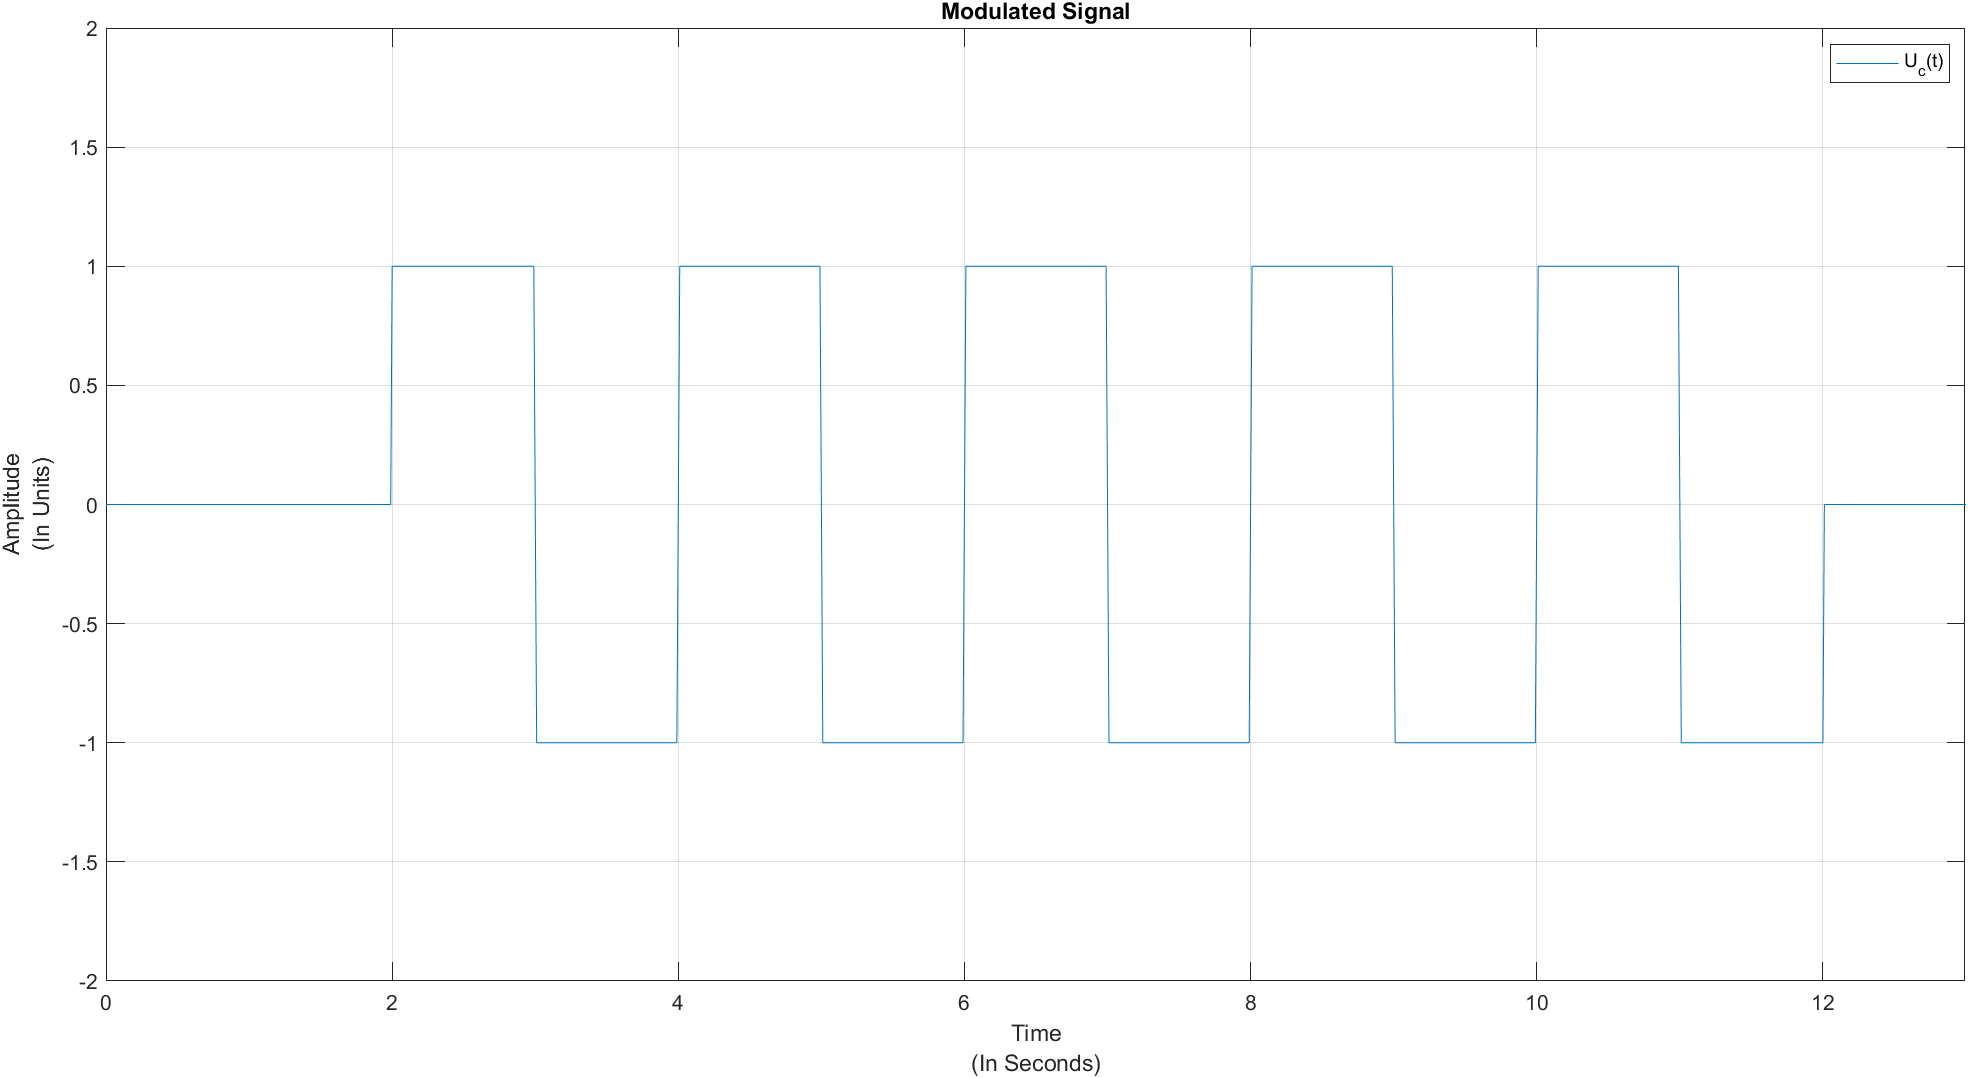 Modulated Signal
U_c(t)
2
1.5
1
0.5
0
-0.5
-1
-1.5
-2
Amplitude
(In Units)
0 2 4 6 8 10 12
Time
(In Seconds)